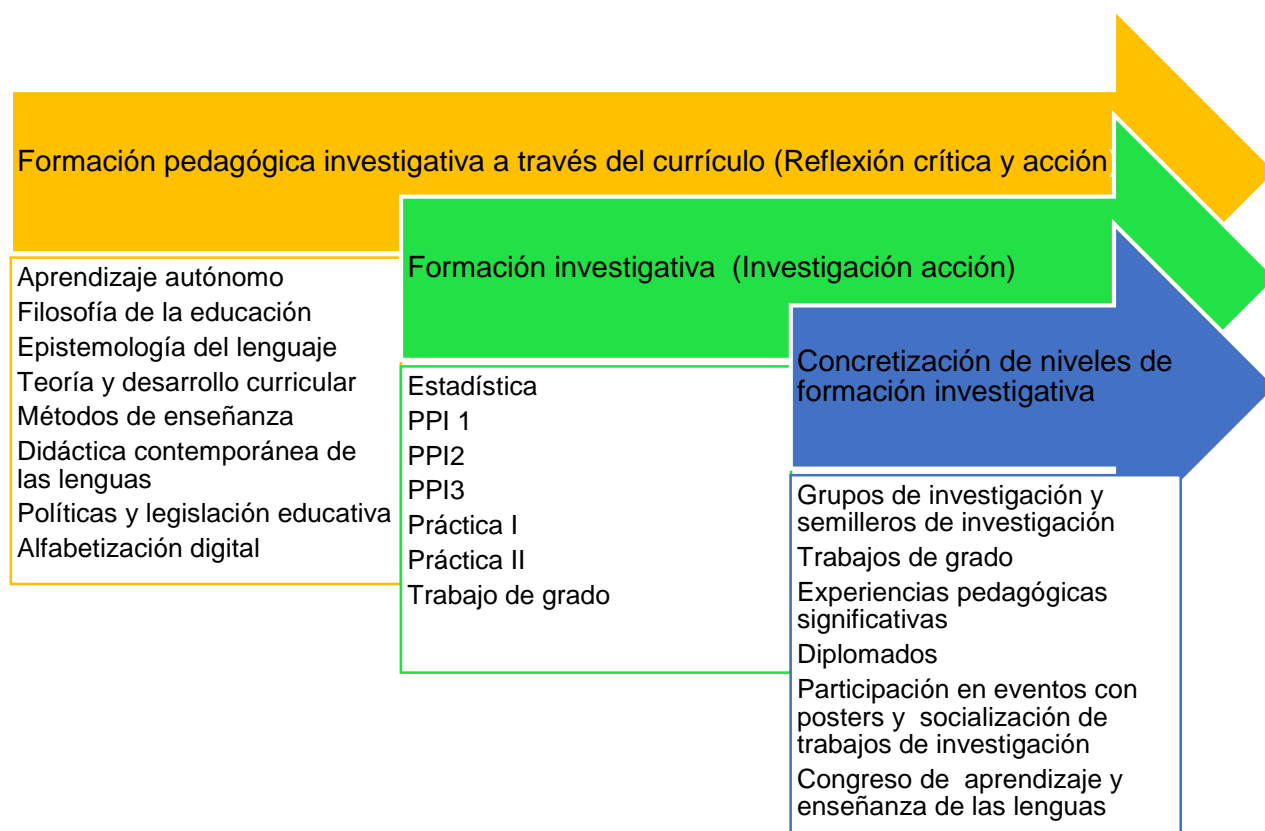 Formación pedagógica investigativa a través del currículo (Reflexión crítica y acción)
Aprendizaje autónomo
Filosofía de la educación
Epistemología del lenguaje
Teoría y desarrollo curricular
Métodos de enseñanza
Didáctica contemporánea de
las lenguas
Políticas y legislación educativa
Alfabetización digital
Formación investigativa (Investigación acción)
Estadística
PPI 1
PPI2
PPI3
Práctica I
Práctica II
Trabajo de grado
Concretización de niveles de
formación investigativa
Grupos de investigación y
semilleros de investigación
Trabajos de grado
Experiencias pedagógicas
significativas
Diplomados
Participación en eventos con
posters y socialización de
trabajos de investigación
Congreso de aprendizaje y
enseñanza de las lenguas